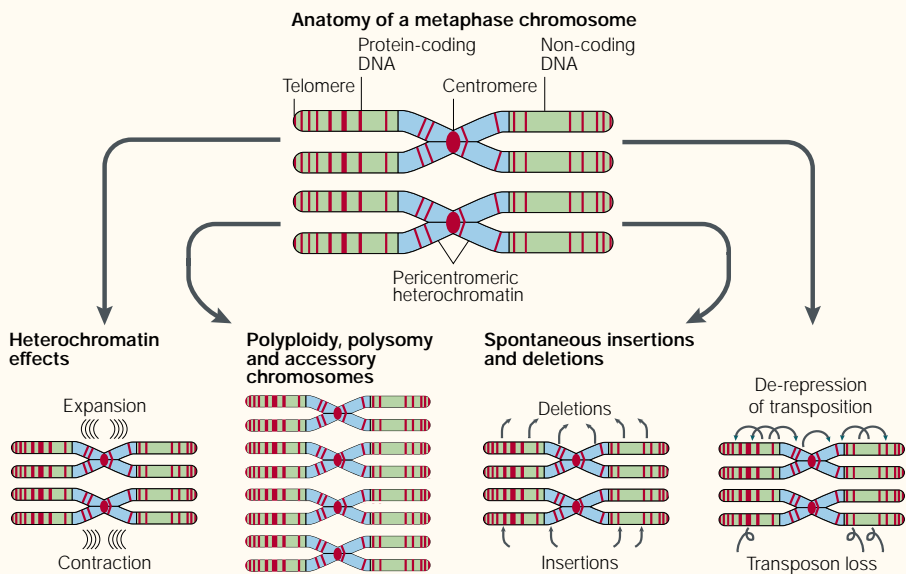 Anatomy of a metaphase chromosome
Protein-coding
DNA
Non-coding
DNA
Telomere
Centromere
Pericentromeric
heterochromatin
Heterochromatin
effects
Expansion
Contraction
Polyploidy, polysomy
and accessory
chromosomes
Spontaneous insertions
and deletions
Deletions
Insertions
De-repression
of transposition
Transposon loss